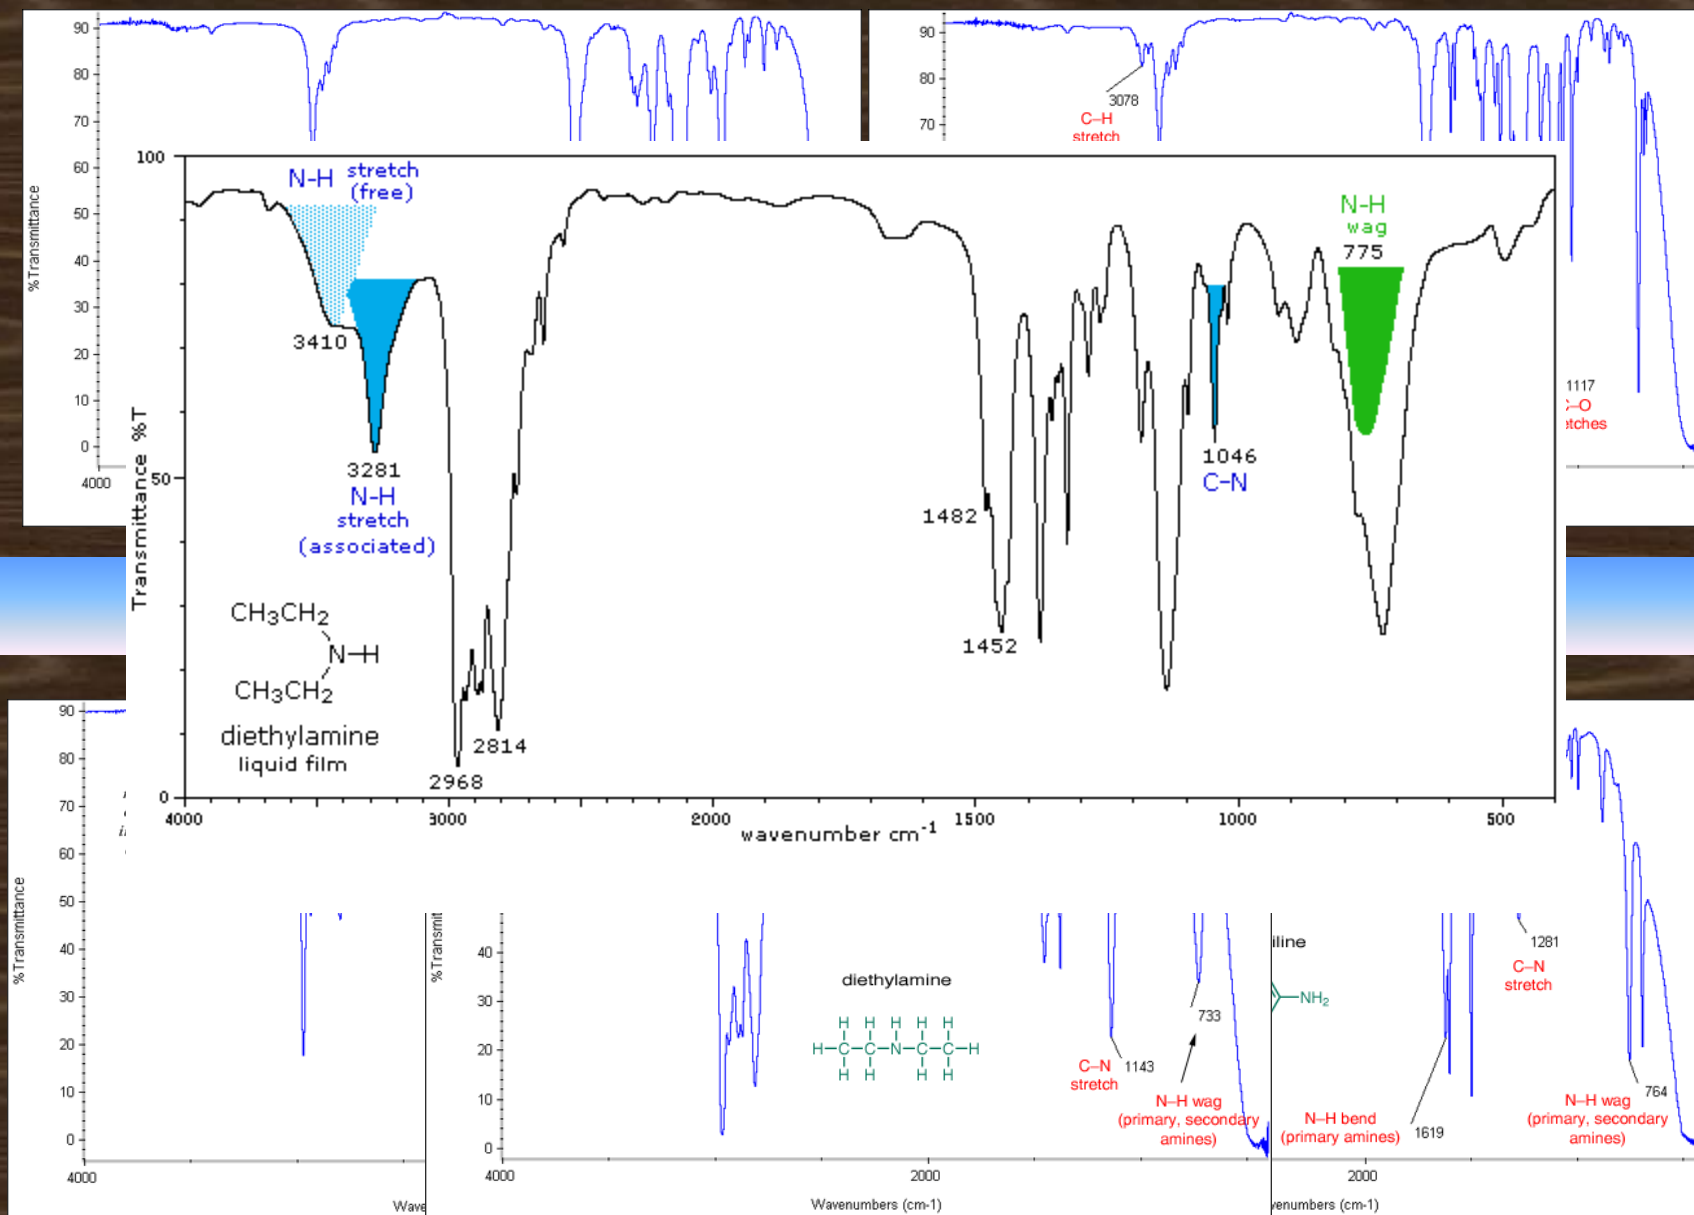 90
80
70
60
50
40
30
20
10
0
%Transmittance
4000
90
80
70
3078
C–H
stretch
1117
100
50
0
Transmittance %T
N-H stretch
(free)
3410
3281
N-H
stretch
(associated)
CH3CH2
N–H
CH3CH2
diethylamine
liquid film
2968
2814
1482
1452
1046
C-N
N-H
wag
775
4000
3000
2000
1500
1000
500
wavenumber cm-1
90
80
70
60
50
40
30
20
10
0
%Transmittance
4000
40
30
20
10
0
diethylamine
H H H H H
H–C–C–N–C–C–H
H H H H
C–N
stretch
1143
733
N–H wag
(primary, secondary
amines)
4000
2000
Wavenumbers (cm-1)
NH2
N–H bend
(primary amines)
1619
1281
C–N
stretch
764
N–H wag
(primary, secondary
amines)
2000